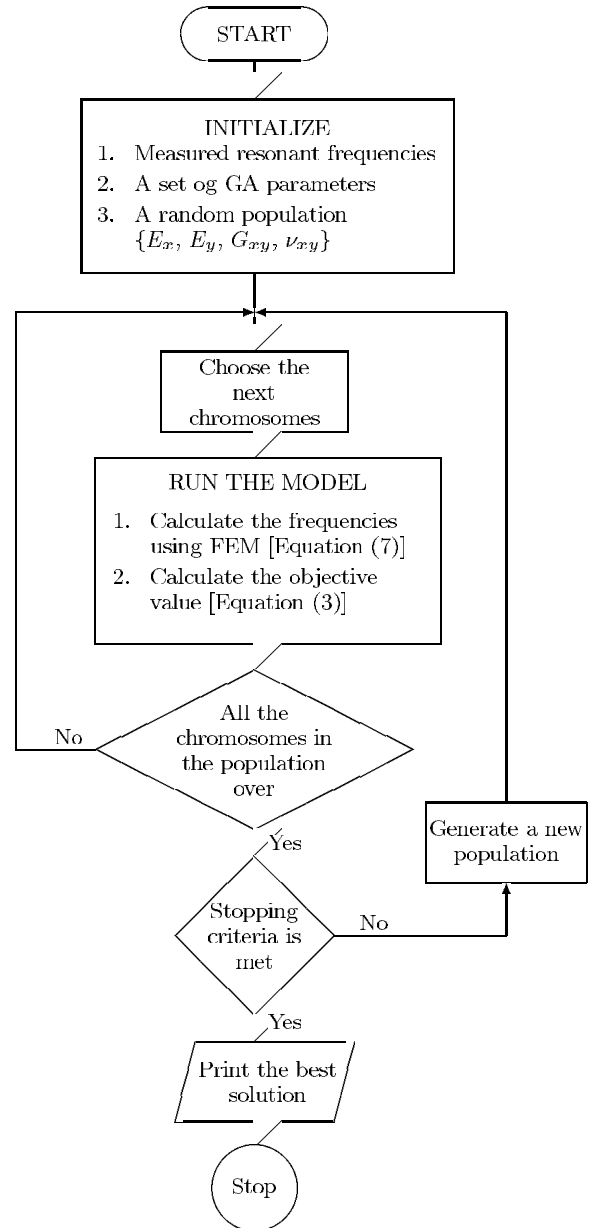 START
INITIALIZE
1. Measured resonant frequencies
2. A set og GA parameters
3. A random population
{Eₓ, E_y, G_xy, ν_xy}
Choose the
next
chromosomes
RUN THE MODEL
1. Calculate the frequencies
using FEM [Equation (7)]
2. Calculate the objective
value [Equation (3)]
All the
chromosomes in
the population
over
No
Yes
Generate a new
population
Stopping
criteria is
met
No
Yes
Print the best
solution
Stop